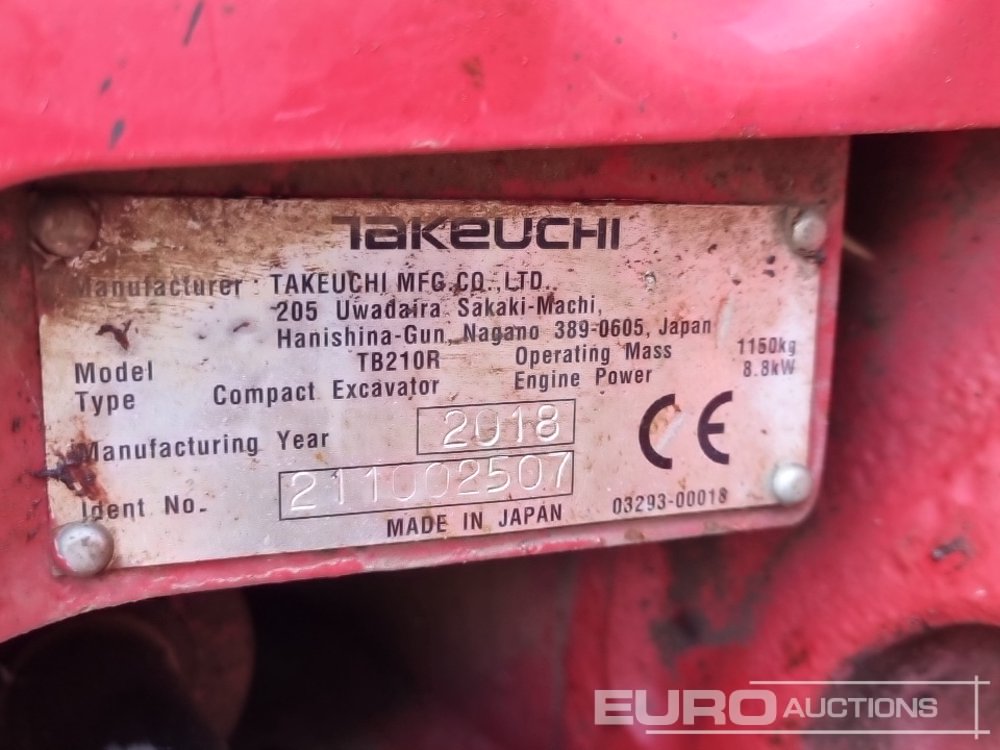 TAKEUCHI
Manufacturer : TAKEUCHI MFG.CO.,LTD.
205 Uwadaira Sakaki-Machi,
Hanishina-Gun, Nagano 389-0605, Japan
Model TB210R Operating Mass 1150kg
Type Compact Excavator Engine Power 8.8kW
Manufacturing Year 2018
Ident No. 211002507
CE
MADE IN JAPAN 03293-00018
EURO AUCTIONS